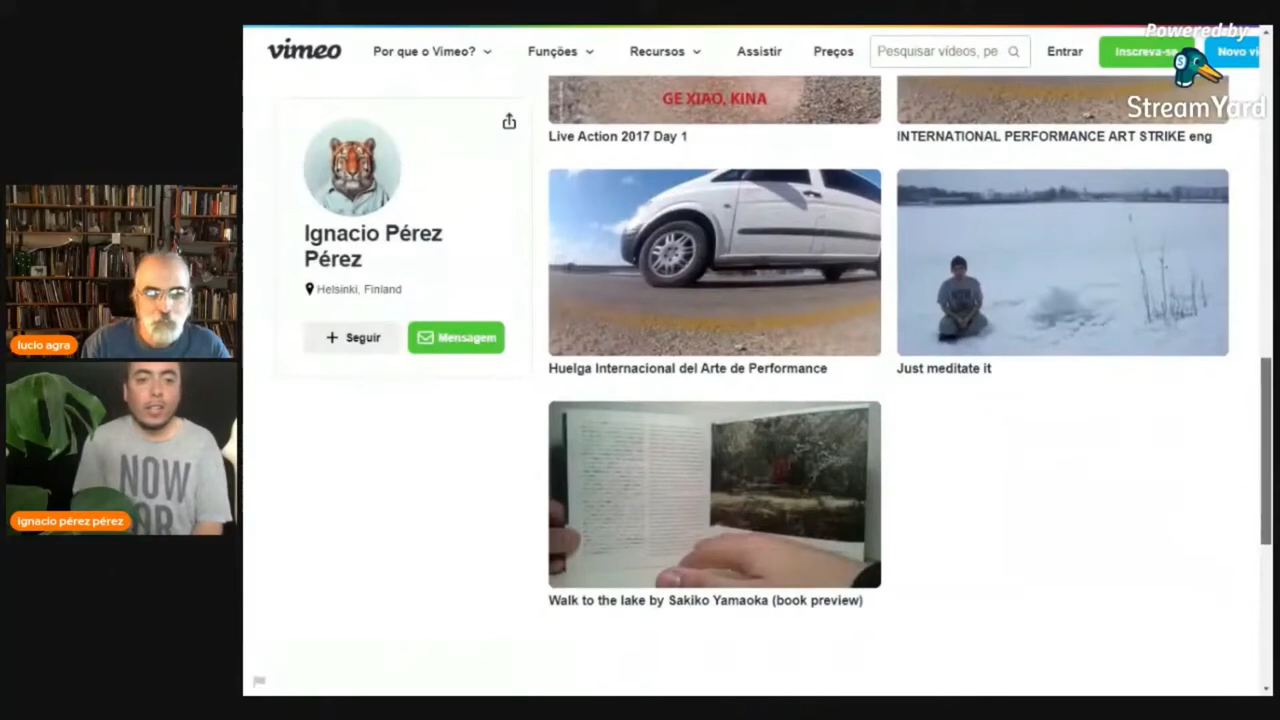 vimeo
Por que o Vimeo?
Funções
Recursos
Assistir
Preços
Pesquisar vídeos, pe
Entrar
Inscreva-se
Novo ví
Powered by
StreamYard
GE XIAO, KINA
Live Action 2017 Day 1
INTERNATIONAL PERFORMANCE ART STRIKE eng
Ignacio Pérez
Pérez
Helsinki, Finland
Seguir
Mensagem
Huelga Internacional del Arte de Performance
Just meditate it
Walk to the lake by Sakiko Yamaoka (book preview)
lucio agra
NOW
OR
ignacio pérez pérez